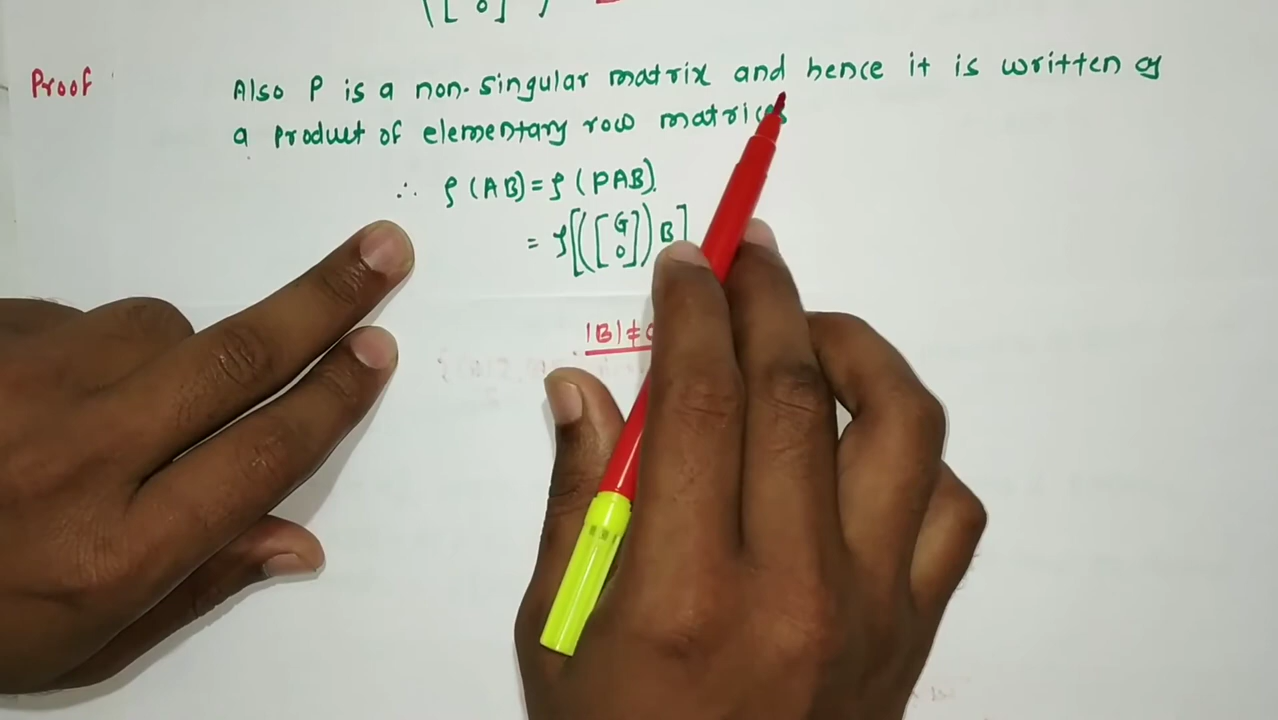 ([ 0 ] )
Proof
Also P is a non-singular matrix and hence it is written of
a product of elementary row matrices
∴ ρ(AB) = ρ(PAB).
= ρ[([G 0])B]
|B| ≠